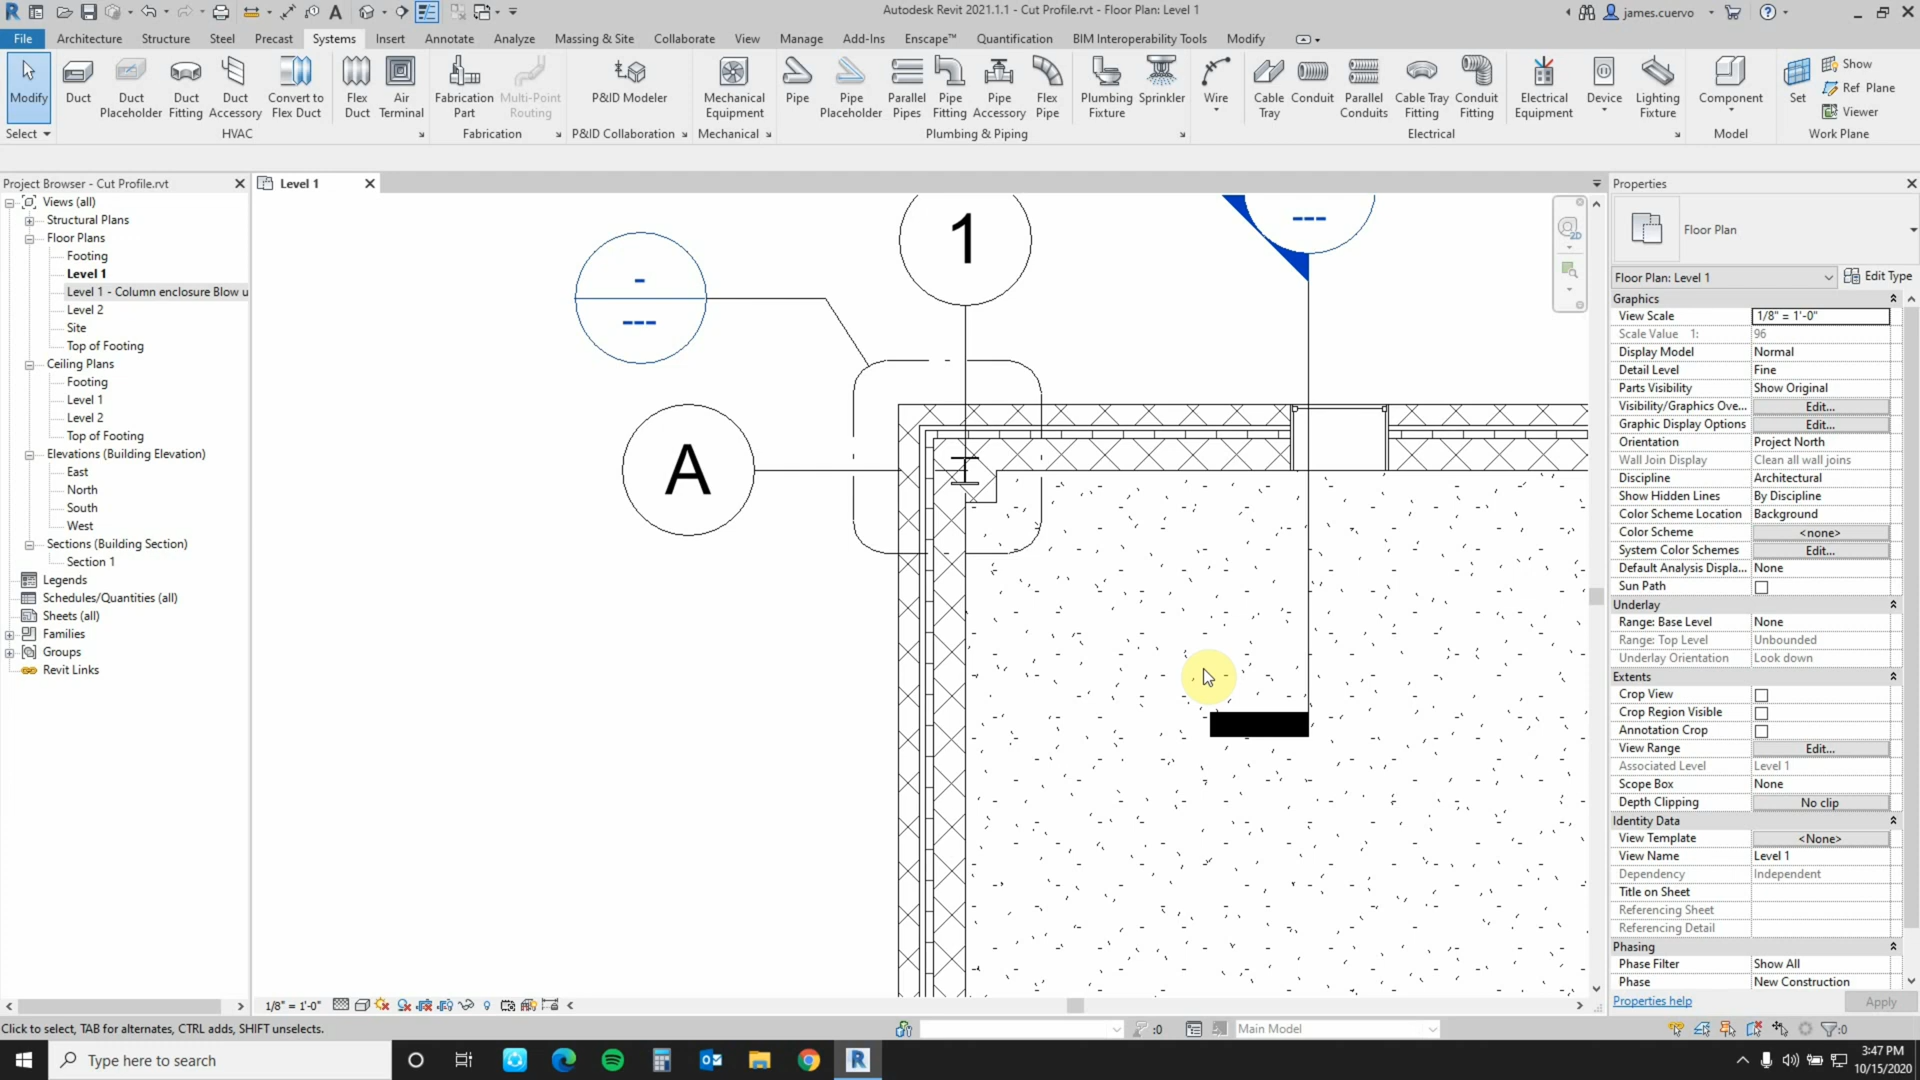 Autodesk Revit 2021.1.1 - Cut Profile.rvt - Floor Plan: Level 1
james.cuervo
File Architecture Structure Steel Precast Systems Insert Annotate Analyze Massing & Site Collaborate View Manage Add-Ins Enscape™ Quantification BIM Interoperability Tools Modify
Modify
Duct
Duct Placeholder
Duct Fitting
Duct Accessory
Convert to Flex Duct
Flex Duct
Air Terminal
Fabrication Part
Multi-Point Routing
P&ID Modeler
Mechanical Equipment
Pipe
Pipe Placeholder
Parallel Pipes
Pipe Fitting
Pipe Accessory
Flex Pipe
Plumbing Fixture
Sprinkler
Wire
Cable Tray
Conduit
Parallel Conduits
Cable Tray Fitting
Conduit Fitting
Electrical Equipment
Device
Lighting Fixture
Component
Set
Show
Ref Plane
Viewer
Select HVAC Fabrication P&ID Collaboration Mechanical Plumbing & Piping Electrical Model Work Plane
Project Browser - Cut Profile.rvt
Views (all)
Structural Plans
Floor Plans
Footing
Level 1
Level 1 - Column enclosure Blow u
Level 2
Site
Top of Footing
Ceiling Plans
Footing
Level 1
Level 2
Top of Footing
Elevations (Building Elevation)
East
North
South
West
Sections (Building Section)
Section 1
Legends
Schedules/Quantities (all)
Sheets (all)
Families
Groups
Revit Links
Level 1
1
-
---
---
A
2D
Properties
Floor Plan
Floor Plan: Level 1 Edit Type
Graphics
View Scale 1/8" = 1'-0"
Scale Value 1: 96
Display Model Normal
Detail Level Fine
Parts Visibility Show Original
Visibility/Graphics Ove... Edit...
Graphic Display Options Edit...
Orientation Project North
Wall Join Display Clean all wall joins
Discipline Architectural
Show Hidden Lines By Discipline
Color Scheme Location Background
Color Scheme <none>
System Color Schemes Edit...
Default Analysis Displa... None
Sun Path
Underlay
Range: Base Level None
Range: Top Level Unbounded
Underlay Orientation Look down
Extents
Crop View
Crop Region Visible
Annotation Crop
View Range Edit...
Associated Level Level 1
Scope Box None
Depth Clipping No clip
Identity Data
View Template <None>
View Name Level 1
Dependency Independent
Title on Sheet
Referencing Sheet
Referencing Detail
Phasing
Phase Filter Show All
Phase New Construction
Properties help Apply
1/8" = 1'-0"
Click to select, TAB for alternates, CTRL adds, SHIFT unselects.
:0
Main Model
:0
Type here to search
3:47 PM
10/15/2020